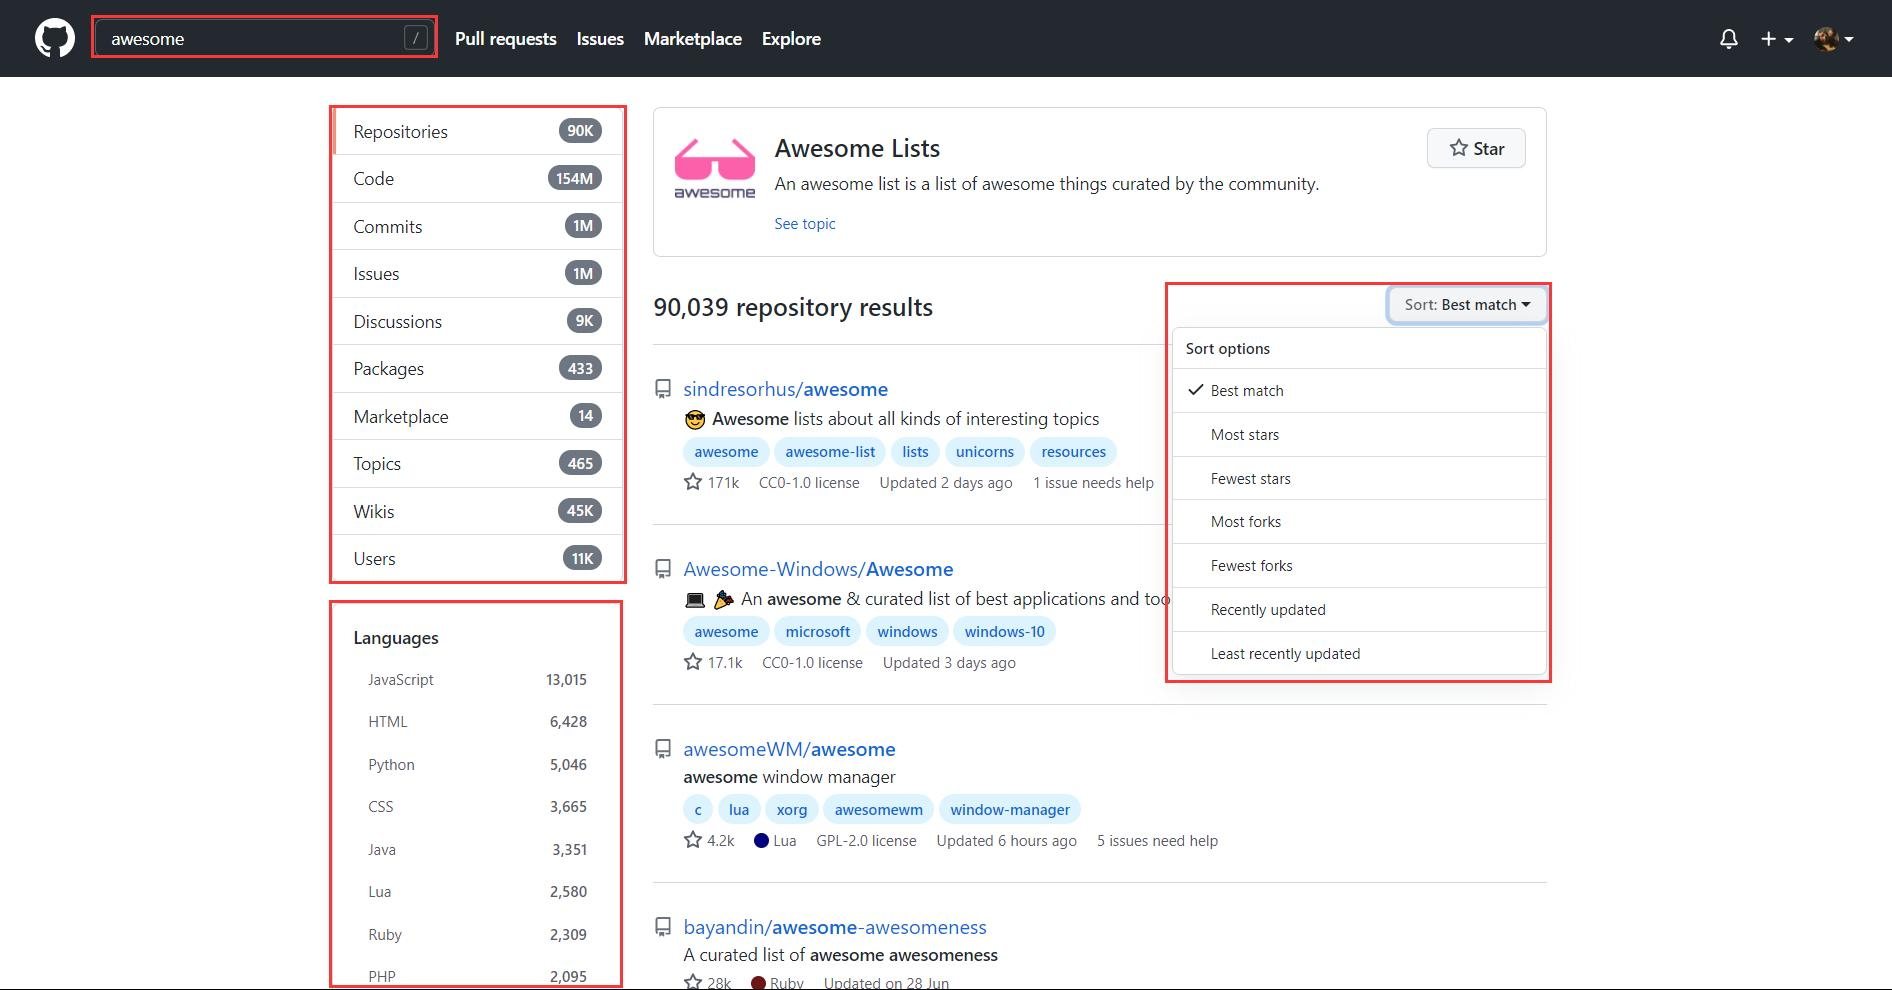 awesome /
Pull requests Issues Marketplace Explore
Repositories 90K
Code 154M
Commits 1M
Issues 1M
Discussions 9K
Packages 433
Marketplace 14
Topics 465
Wikis 45K
Users 11K
Languages
JavaScript 13,015
HTML 6,428
Python 5,046
CSS 3,665
Java 3,351
Lua 2,580
Ruby 2,309
PHP 2,095
awesome
Awesome Lists
Star
An awesome list is a list of awesome things curated by the community.
See topic
90,039 repository results
Sort: Best match
Sort options
Best match
Most stars
Fewest stars
Most forks
Fewest forks
Recently updated
Least recently updated
sindresorhus/awesome
😎 Awesome lists about all kinds of interesting topics
awesome awesome-list lists unicorns resources
171k CC0-1.0 license Updated 2 days ago 1 issue needs help
Awesome-Windows/Awesome
💻 🎉 An awesome & curated list of best applications and too
awesome microsoft windows windows-10
17.1k CC0-1.0 license Updated 3 days ago
awesomeWM/awesome
awesome window manager
c lua xorg awesomewm window-manager
4.2k Lua GPL-2.0 license Updated 6 hours ago 5 issues need help
bayandin/awesome-awesomeness
A curated list of awesome awesomeness
28k Ruby Updated on 28 Jun